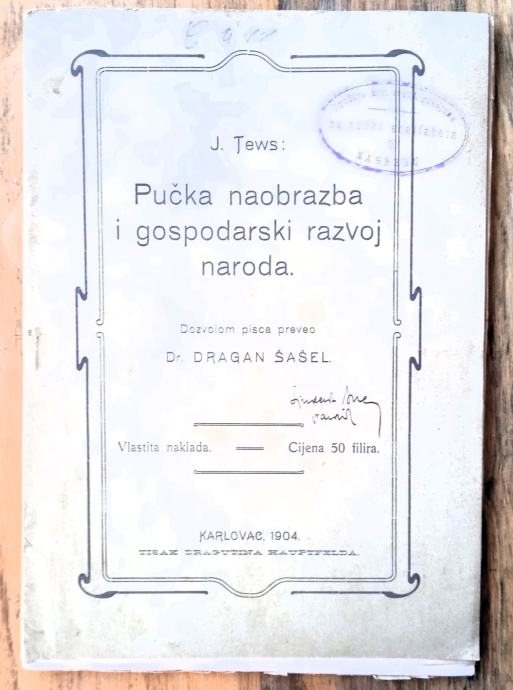 J. Tews:
Pučka naobrazba
i gospodarski razvoj
naroda.
Dozvolom pisca preveo
Dr. DRAGAN ŠAŠEL.
Vlastita naklada.
Cijena 50 filira.
KARLOVAC, 1904.
TISAK DRAGUTINA HAUPTFELDA.